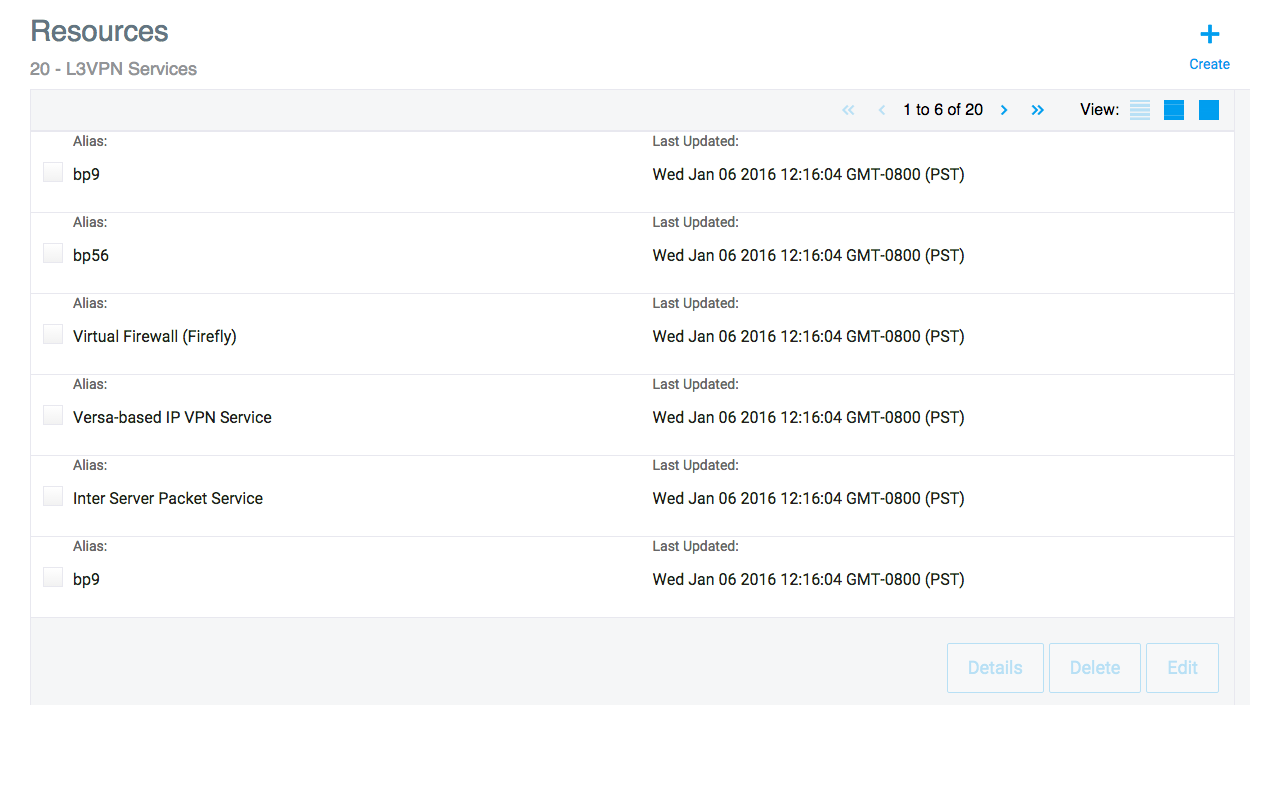 Resources
20 - L3VPN Services
Create
1 to 6 of 20 View:
Alias: Last Updated:
bp9 Wed Jan 06 2016 12:16:04 GMT-0800 (PST)
Alias: Last Updated:
bp56 Wed Jan 06 2016 12:16:04 GMT-0800 (PST)
Alias: Last Updated:
Virtual Firewall (Firefly) Wed Jan 06 2016 12:16:04 GMT-0800 (PST)
Alias: Last Updated:
Versa-based IP VPN Service Wed Jan 06 2016 12:16:04 GMT-0800 (PST)
Alias: Last Updated:
Inter Server Packet Service Wed Jan 06 2016 12:16:04 GMT-0800 (PST)
Alias: Last Updated:
bp9 Wed Jan 06 2016 12:16:04 GMT-0800 (PST)
Details Delete Edit